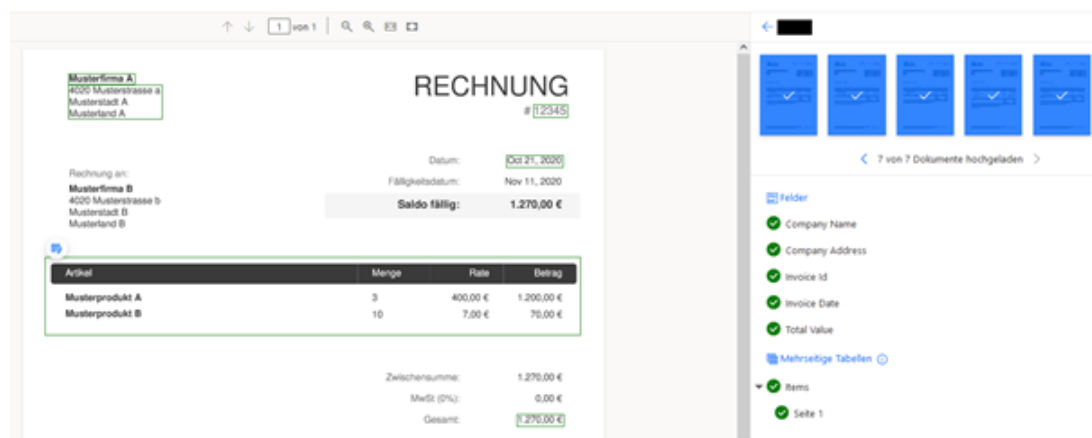 1 von 1
Musterfirma A
4020 Musterstrasse a
Musterstadt A
Musterland A
RECHNUNG
# 12345
Datum: Oct 21, 2020
Fälligkeitsdatum: Nov 11, 2020
Saldo fällig: 1.270,00 €
Rechnung an:
Musterfirma B
4020 Musterstrasse b
Musterstadt B
Musterland B
Artikel Menge Rate Betrag
Musterprodukt A 3 400,00 € 1.200,00 €
Musterprodukt B 10 7,00 € 70,00 €
Zwischensumme: 1.270,00 €
MwSt (0%): 0,00 €
Gesamt: 1.270,00 €
7 von 7 Dokumente hochgeladen
Felder
Company Name
Company Address
Invoice Id
Invoice Date
Total Value
Mehrseitige Tabellen
Items
Seite 1